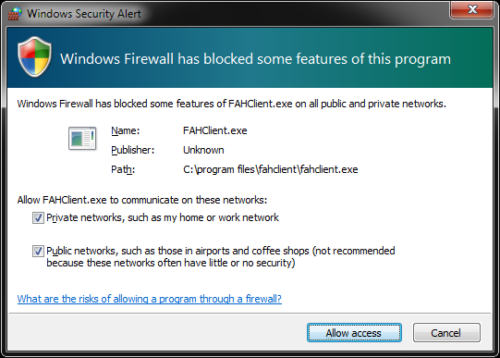 Windows Security Alert
Windows Firewall has blocked some features of this program
Windows Firewall has blocked some features of FAHClient.exe on all public and private networks.
Name: FAHClient.exe
Publisher: Unknown
Path: C:\program files\fahclient\fahclient.exe
Allow FAHClient.exe to communicate on these networks:
Private networks, such as my home or work network
Public networks, such as those in airports and coffee shops (not recommended
because these networks often have little or no security)
What are the risks of allowing a program through a firewall?
Allow access Cancel